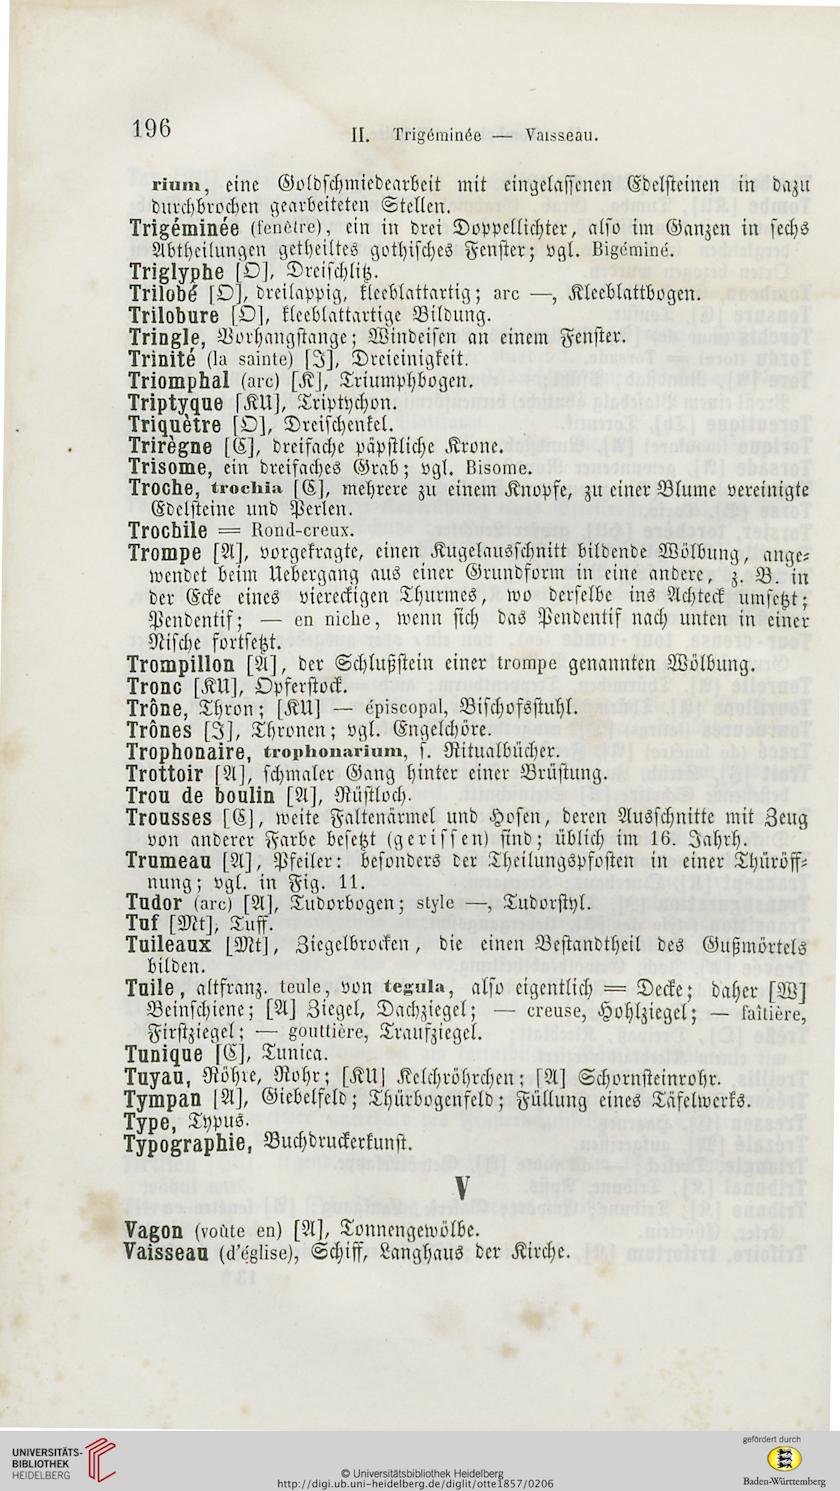 196
II. Trigéminée — Vaisseau.
rium, eine Goldschmiedearbeit mit eingelassenen Edelsteinen in dazu
durchbrochen gearbeiteten Stellen.
Trigéminée (fenêtre), ein in drei Doppellichter, also im Ganzen in sechs
Abtheilungen getheiltes gothisches Fenster; vgl. Bigéminé.
Triglyphe [O], Dreischlitz.
Trilobé [O], dreilappig, kleeblattartig; arc —, Kleeblattbogen.
Trilobure [O], kleeblattartige Bildung.
Tringle, Vorhangstange; Windeisen an einem Fenster.
Trinité (la sainte) [I], Dreieinigkeit.
Triomphal (arc) [K], Triumphbogen.
Triptyque [KU], Triptychon.
Triquètre [O], Dreischenkel.
Trirègne [C], dreifache päpstliche Krone.
Trisome, ein dreifaches Grab; vgl. Bisome.
Troche, trochia [C], mehrere zu einem Knopfe, zu einer Blume vereinigte
Edelsteine und Perlen.
Trochile = Rond-creux.
Trompe [A], vorgekragte, einen Kugelausschnitt bildende Wölbung, ange-
wendet beim Uebergang aus einer Grundform in eine andere, z. B. in
der Ecke eines viereckigen Thurmes, wo derselbe ins Achteck umsetzt;
Pendentif; — en niche, wenn sich das Pendentif nach unten in einer
Nische fortsetzt.
Trompillon [A], der Schlußstein einer trompe genannten Wölbung.
Tronc [KU], Opferstock.
Trône, Thron; [KU] — épiscopal, Bischofsstuhl.
Trônes [I], Thronen; vgl. Engelchöre.
Trophonaire, trophonarium, s. Ritualbücher.
Trottoir [A], schmaler Gang hinter einer Brüstung.
Trou de boulin [A], Rüstloch.
Trousses [C], weite Faltenärmel und Hosen, deren Ausschnitte mit Zeug
von anderer Farbe besetzt (gerissen) sind; üblich im 16. Jahrh.
Trumeau [A], Pfeiler: besonders der Theilungspfosten in einer Thüröff-
nung; vgl. in Fig. 11.
Tudor (arc) [A], Tudorbogen; style —, Tudorstyl.
Tuf [Mt], Tuff.
Tuileaux [Mt], Ziegelbrocken, die einen Bestandtheil des Gußmörtels
bilden.
Tuile, altfranz. teule, von tegula, also eigentlich = Decke; daher [W]
Beinschiene; [A] Ziegel, Dachziegel; — creuse, Hohlziegel; — faîtière,
Firstziegel; — gouttière, Traufziegel.
Tunique [C], Tunica.
Tuyau, Röhre, Rohr; [KU] Kelchröhrchen; [A] Schornsteinrohr.
Tympan [A], Giebelfeld; Thürbogenfeld; Füllung eines Täfelwerks.
Type, Typus.
Typographie, Buchdruckerkunst.
V
Vagon (voûte en) [A], Tonnengewölbe.
Vaisseau (d'église), Schiff, Langhaus der Kirche.
UNIVERSITÄTS-
BIBLIOTHEK
HEIDELBERG
© Universitätsbibliothek Heidelberg
http://digi.ub.uni-heidelberg.de/diglit/otte1857/0206
gefördert durch
Baden-Württemberg